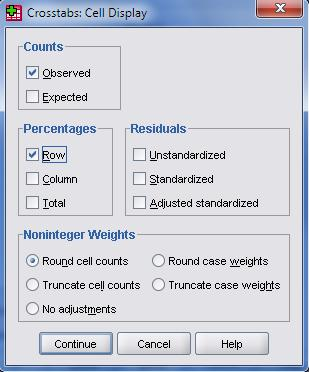 Crosstabs: Cell Display
Counts
Observed
Expected
Percentages
Row
Column
Total
Residuals
Unstandardized
Standardized
Adjusted standardized
Noninteger Weights
Round cell counts
Round case weights
Truncate cell counts
Truncate case weights
No adjustments
Continue
Cancel
Help